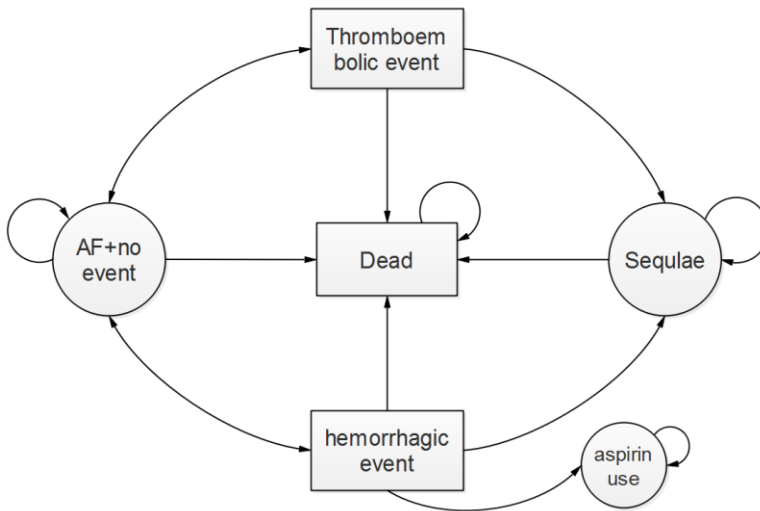 Thromboem
bolic event
AF+no
event
Dead
Sequlae
hemorrhagic
event
aspirin
use